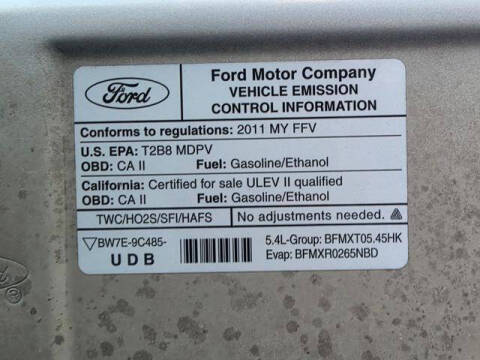 Ford
Ford Motor Company
VEHICLE EMISSION
CONTROL INFORMATION
Conforms to regulations: 2011 MY FFV
U.S. EPA: T2B8 MDPV
OBD: CA II Fuel: Gasoline/Ethanol
California: Certified for sale ULEV II qualified
OBD: CA II Fuel: Gasoline/Ethanol
TWC/HO2S/SFI/HAFS No adjustments needed.
BW7E-9C485- 5.4L-Group: BFMXT05.45HK
UDB Evap: BFMXR0265NBD
Ford